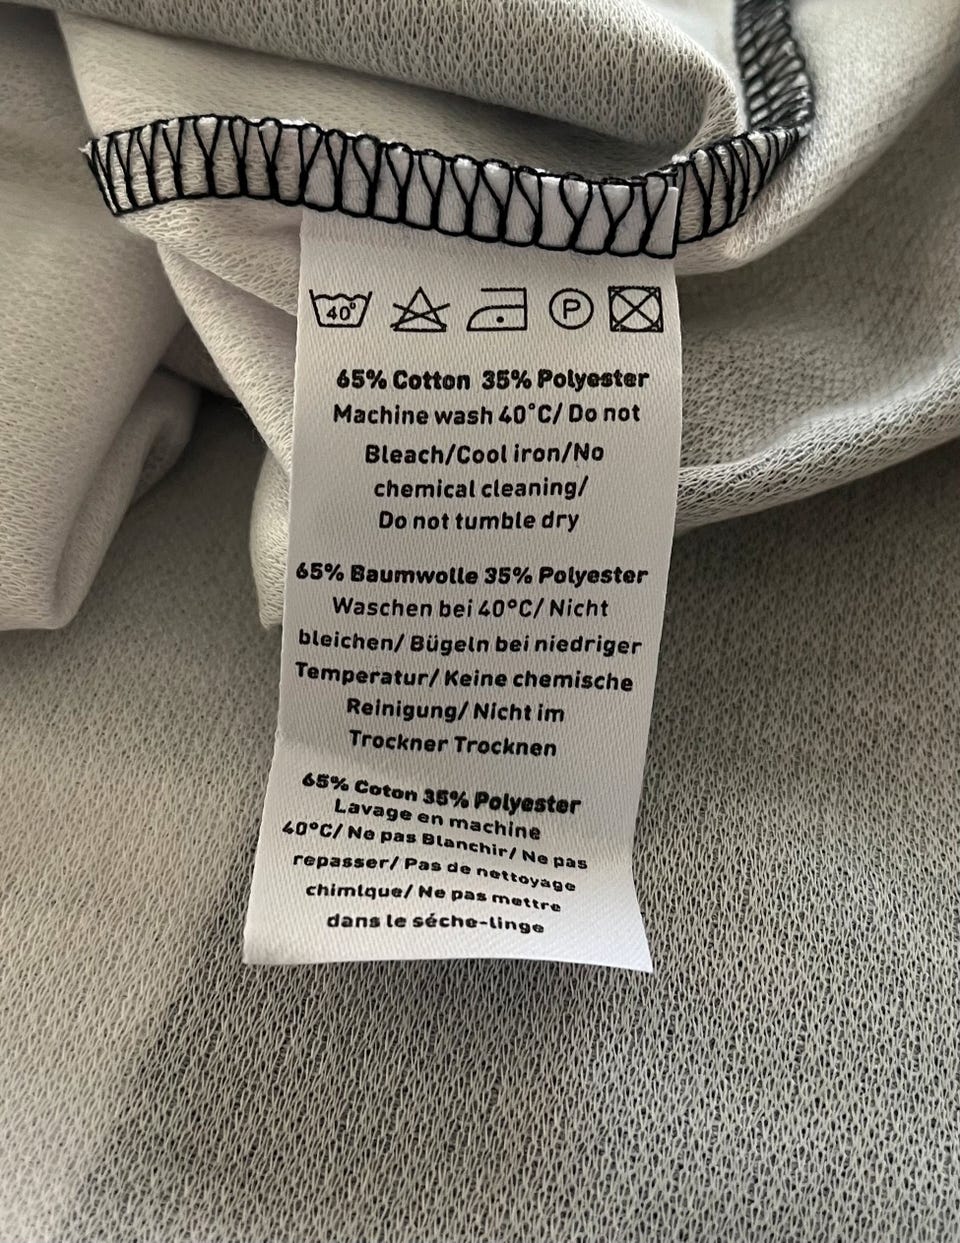 40°
P
65% Cotton 35% Polyester
Machine wash 40°C/ Do not
Bleach/Cool iron/No
chemical cleaning/
Do not tumble dry
65% Baumwolle 35% Polyester
Waschen bei 40°C/ Nicht
bleichen/ Bügeln bei niedriger
Temperatur/ Keine chemische
Reinigung/ Nicht im
Trockner Trocknen
65% Coton 35% Polyester
Lavage en machine
40°C/ Ne pas Blanchir/ Ne pas
repasser/ Pas de nettoyage
chimlque/ Ne pas mettre
dans le séche-linge